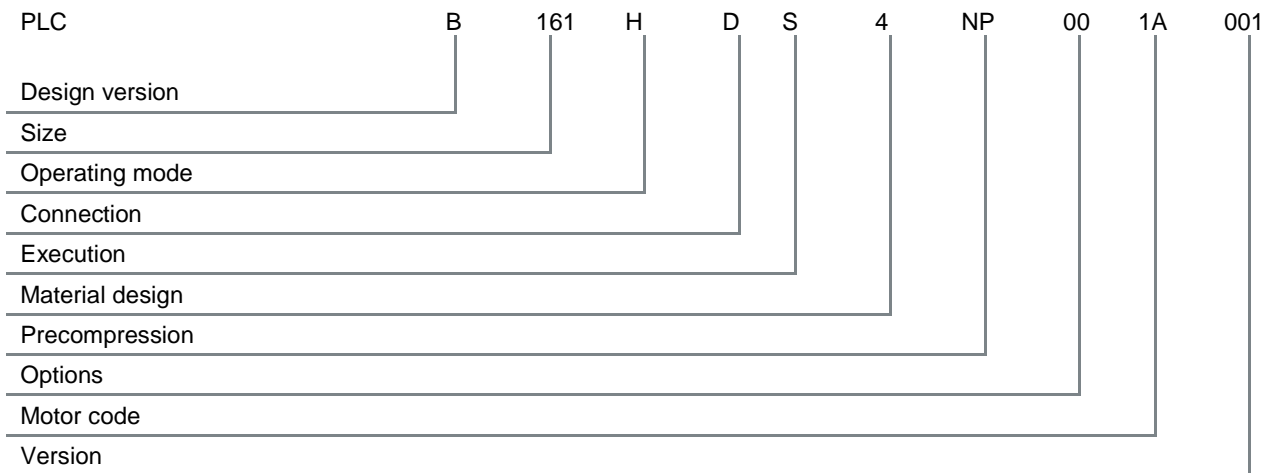 PLC B 161 H D S 4 NP 00 1A 001
Design version
Size
Operating mode
Connection
Execution
Material design
Precompression
Options
Motor code
Version